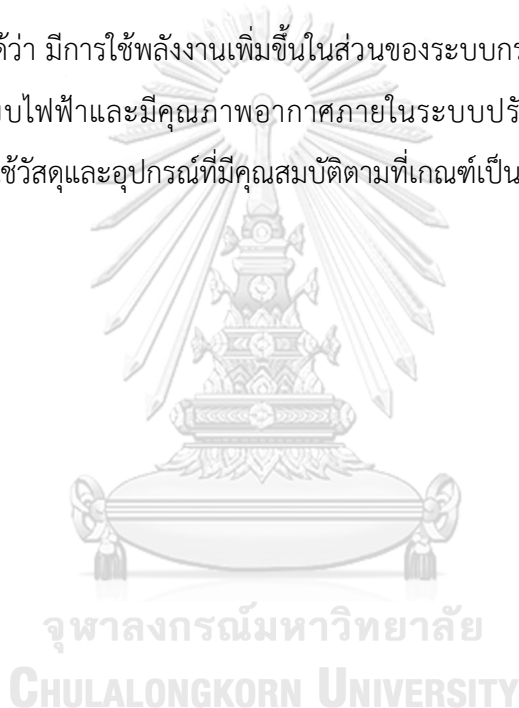 ด้ว่า มีการใช้พลังงานเพิ่มขึ้นในส่วนของระบบกร
บบไฟฟ้าและมีคุณภาพอากาศภายในระบบปรั
ช้วัสดุและอุปกรณ์ที่มีคุณสมบัติตามที่เกณฑ์เป็น
จุฬาลงกรณ์มหาวิทยาลัย
CHULALONGKORN UNIVERSITY